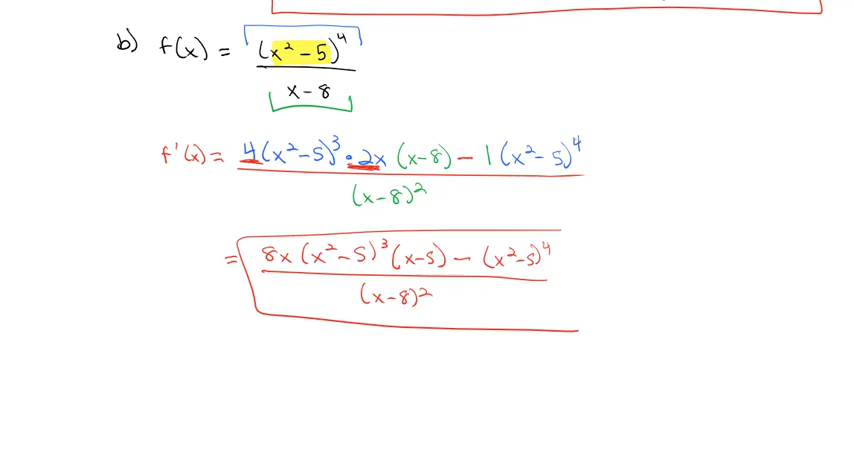 b) f(x) = (x² - 5)⁴ / x - 8
f'(x) = 4(x² - 5)³ · 2x (x - 8) - 1(x² - 5)⁴ / (x - 8)²
= 8x(x² - 5)³(x - 5) - (x² - 5)⁴ / (x - 8)²